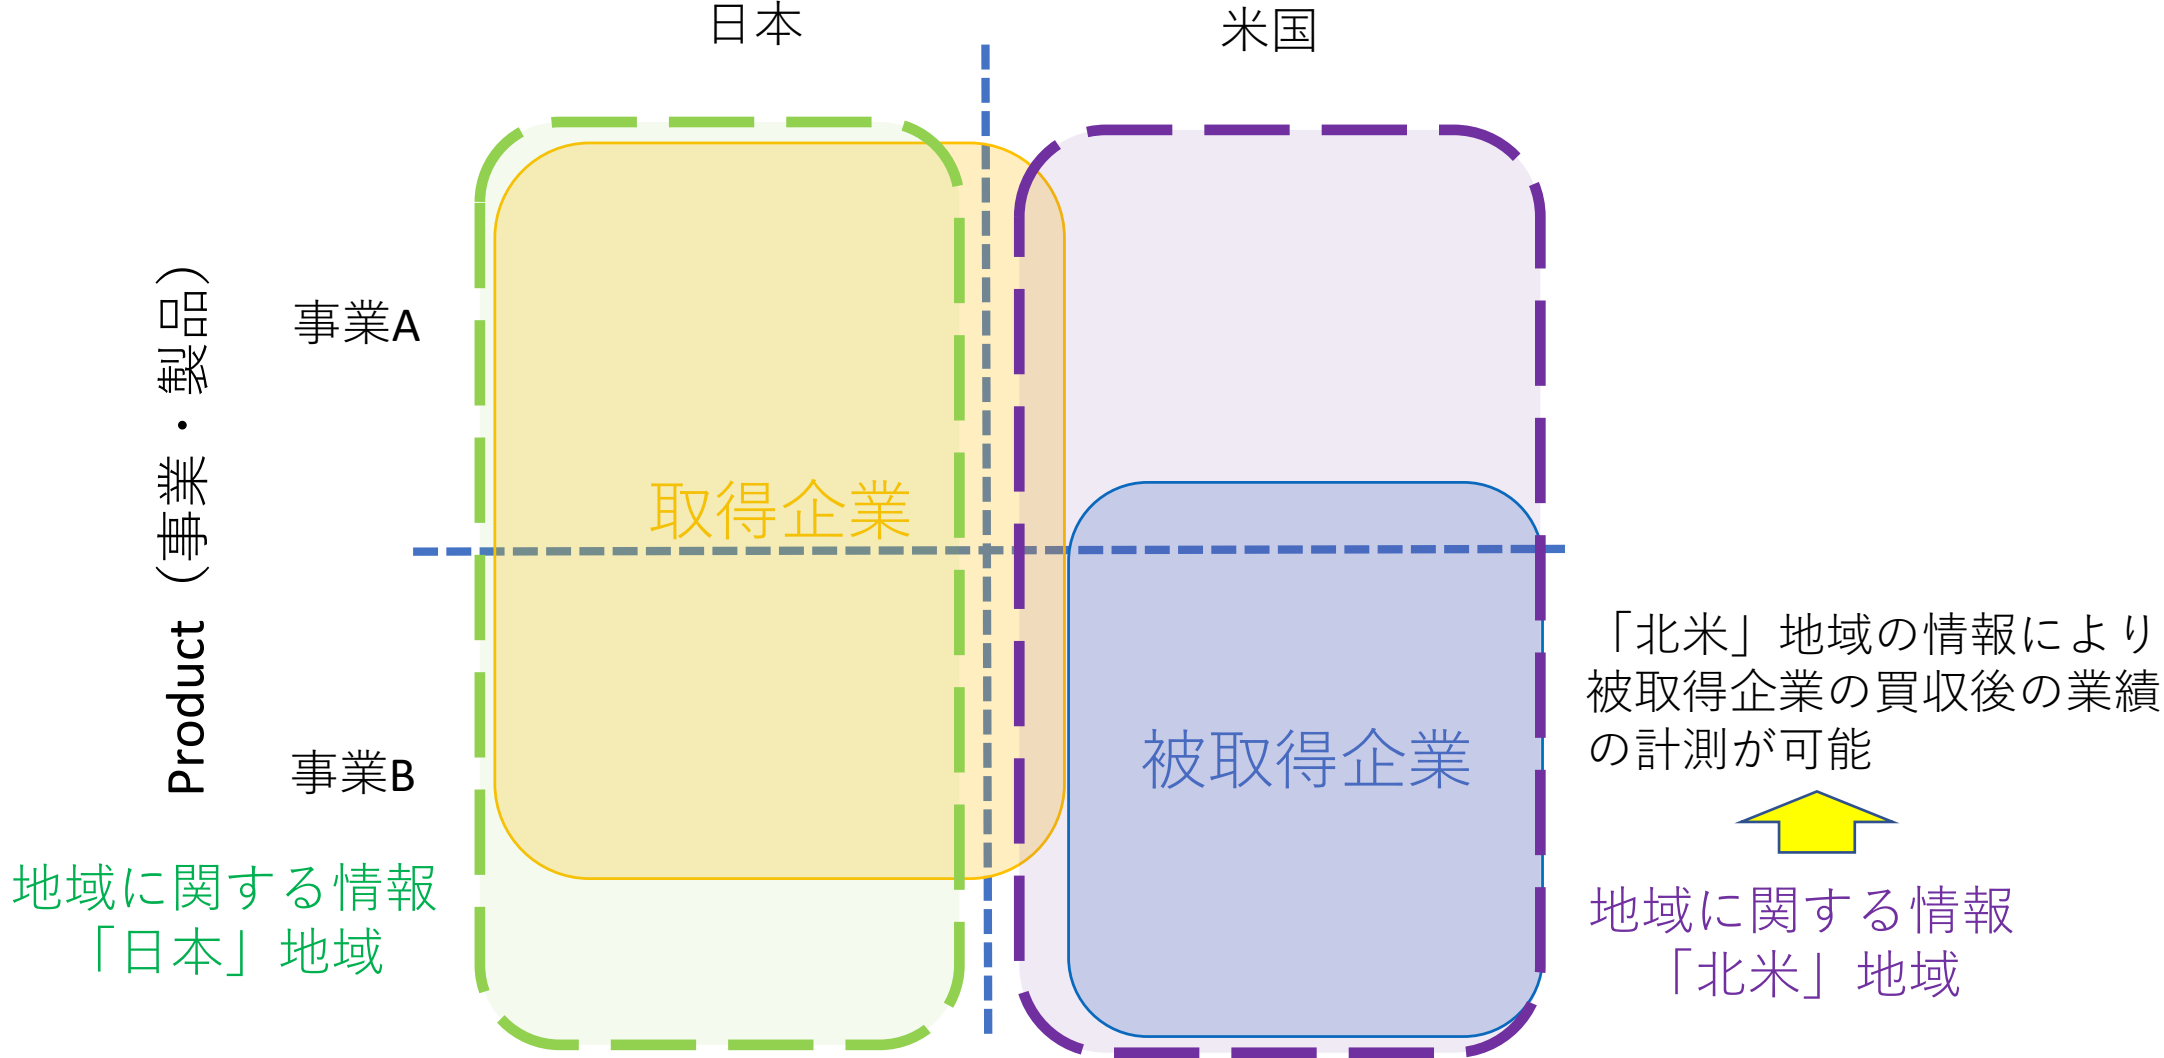 日本
米国
Product（事業・製品）
事業A
取得企業
事業B
被取得企業
「北米」地域の情報により
被取得企業の買収後の業績
の計測が可能
地域に関する情報
「日本」地域
地域に関する情報
「北米」地域